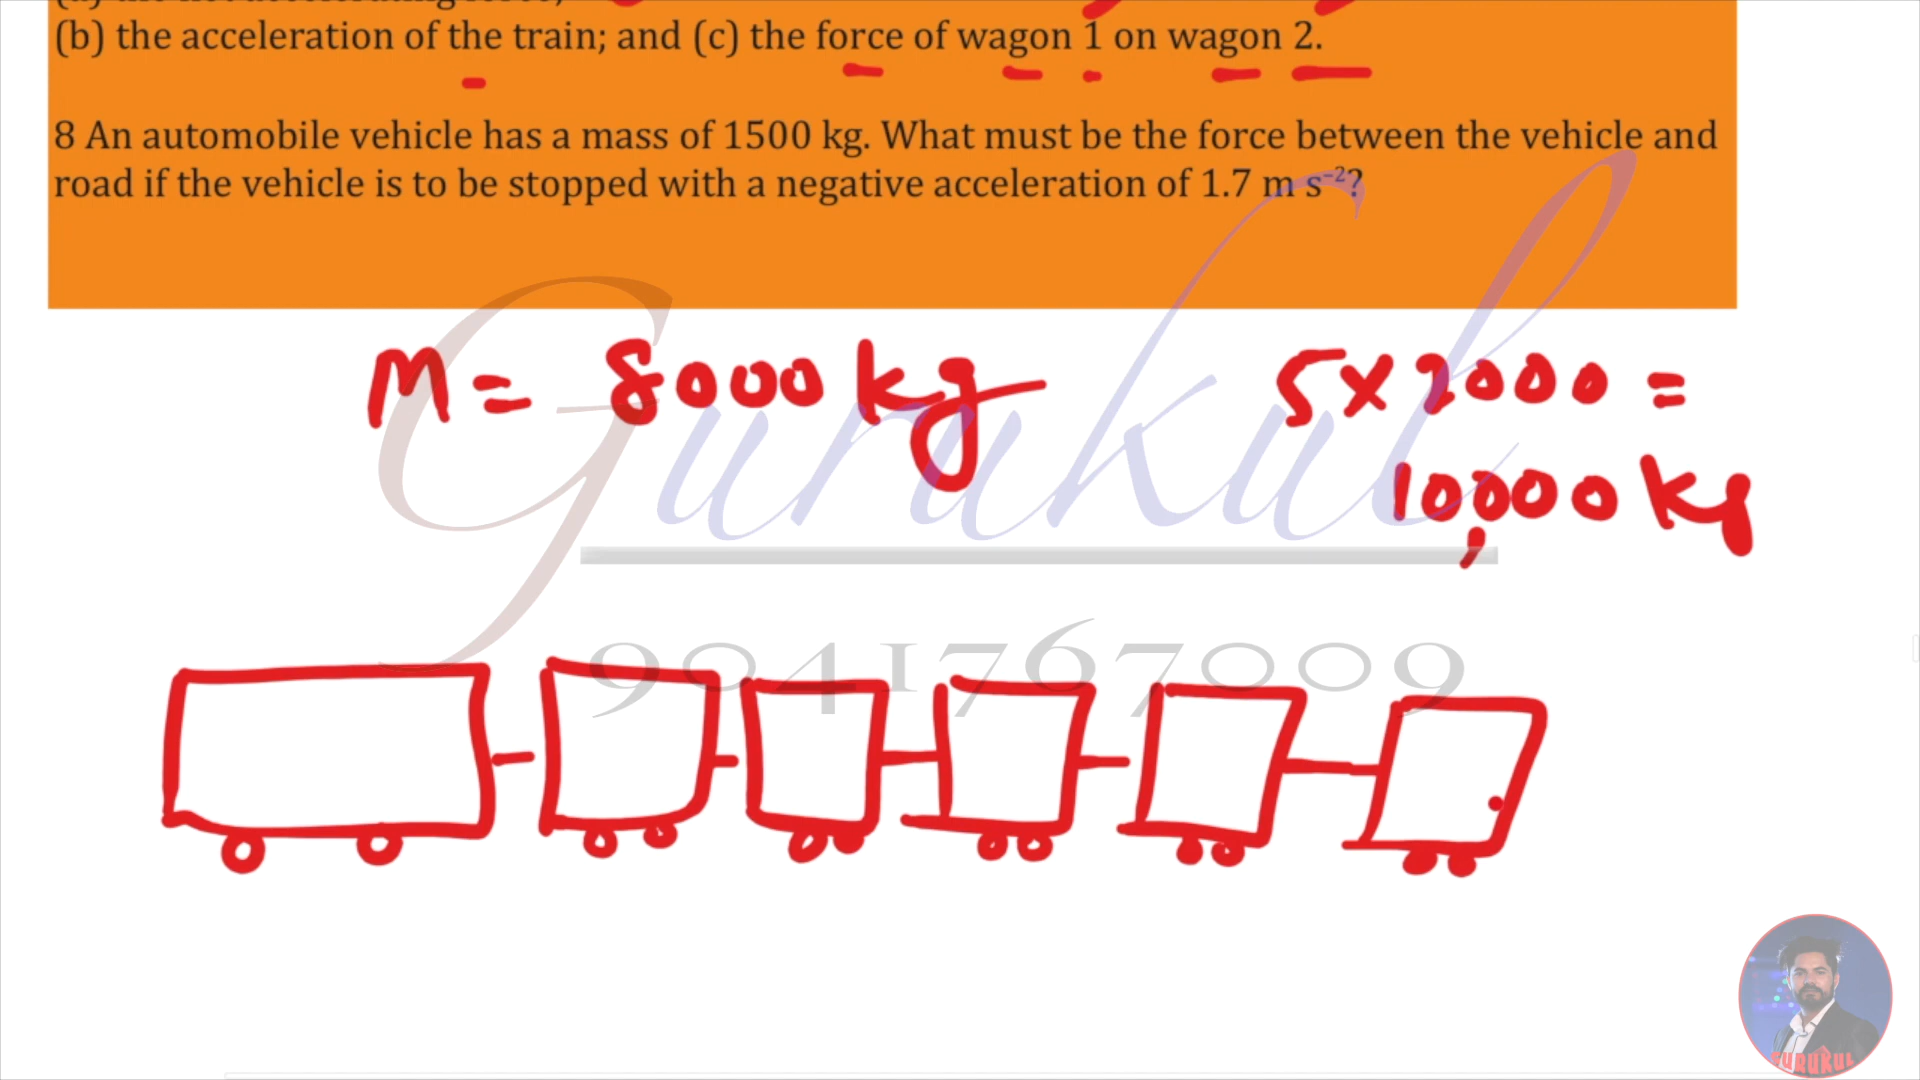 (b) the acceleration of the train; and (c) the force of wagon 1 on wagon 2.
8 An automobile vehicle has a mass of 1500 kg. What must be the force between the vehicle and
road if the vehicle is to be stopped with a negative acceleration of 1.7 m s⁻²?
M = 8000 kg
5 x 2000 =
10,000 kg
Gurukul
9041767009
GURUKUL